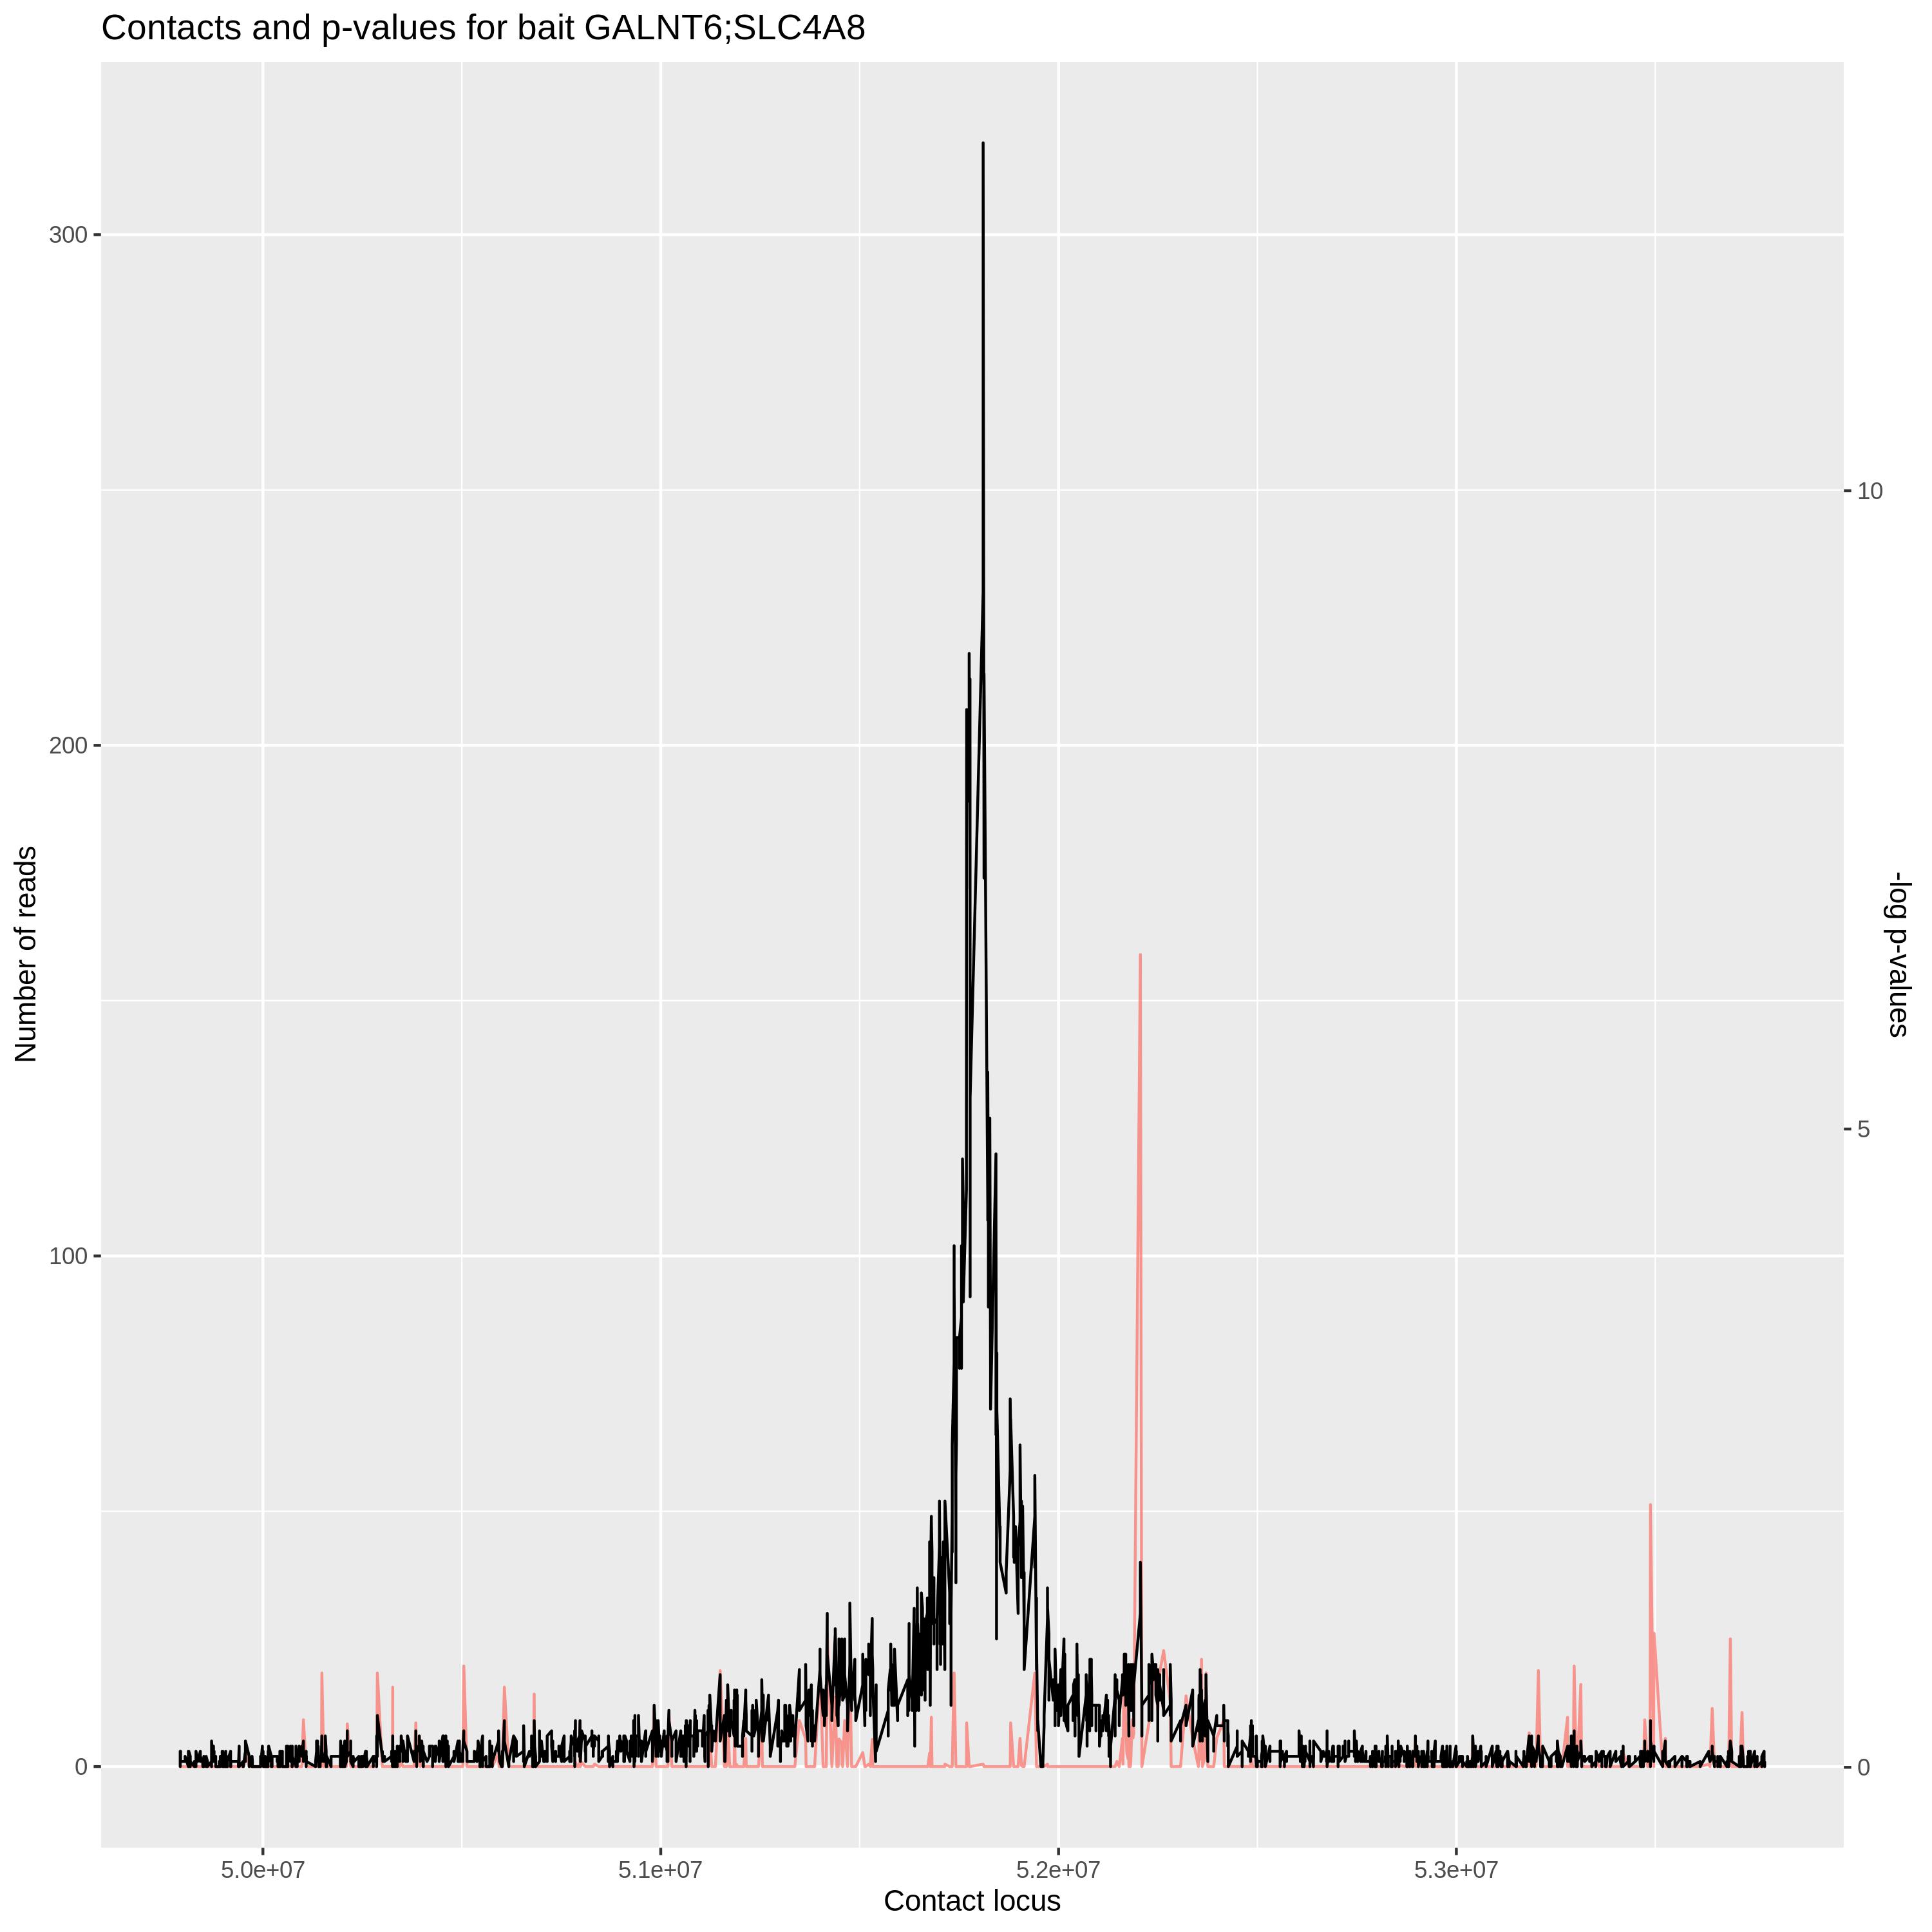 Contacts and p-values for bait GALNT6;SLC4A8
300
200
100
0
Number of reads
10
5
0
-log p-values
5.0e+07 5.1e+07 5.2e+07 5.3e+07
Contact locus